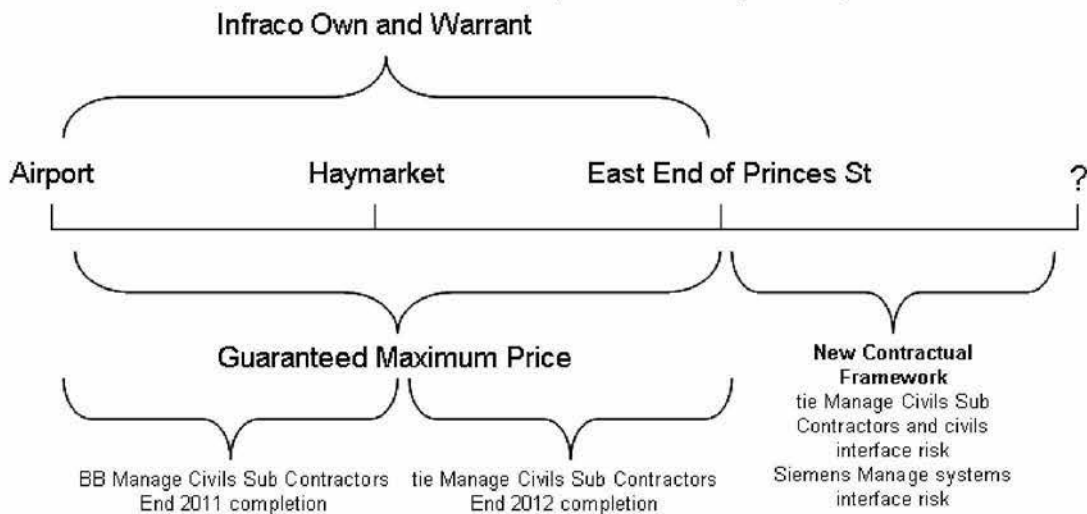 Infraco Own and Warrant
Airport
Haymarket
East End of Princes St
?
Guaranteed Maximum Price
BB Manage Civils Sub Contractors
End 2011 completion
tie Manage Civils Sub Contractors
End 2012 completion
New Contractual
Framework
tie Manage Civils Sub
Contractors and civils
interface risk
Siemens Manage systems
interface risk